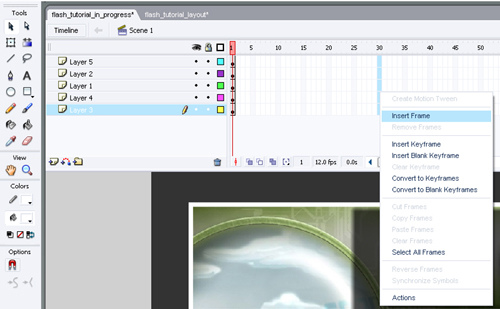 Tools
View
Colors
Options
flash_tutorial_in_progress*
flash_tutorial_layout*
Timeline
Scene 1
1 5 10 15 20 25 30 35 40 45 50
Layer 5
Layer 2
Layer 1
Layer 4
Layer 3
1 12.0 fps 0.0s
Create Motion Tween
Insert Frame
Remove Frames
Insert Keyframe
Insert Blank Keyframe
Clear Keyframe
Convert to Keyframes
Convert to Blank Keyframes
Cut Frames
Copy Frames
Paste Frames
Clear Frames
Select All Frames
Reverse Frames
Synchronize Symbols
Actions